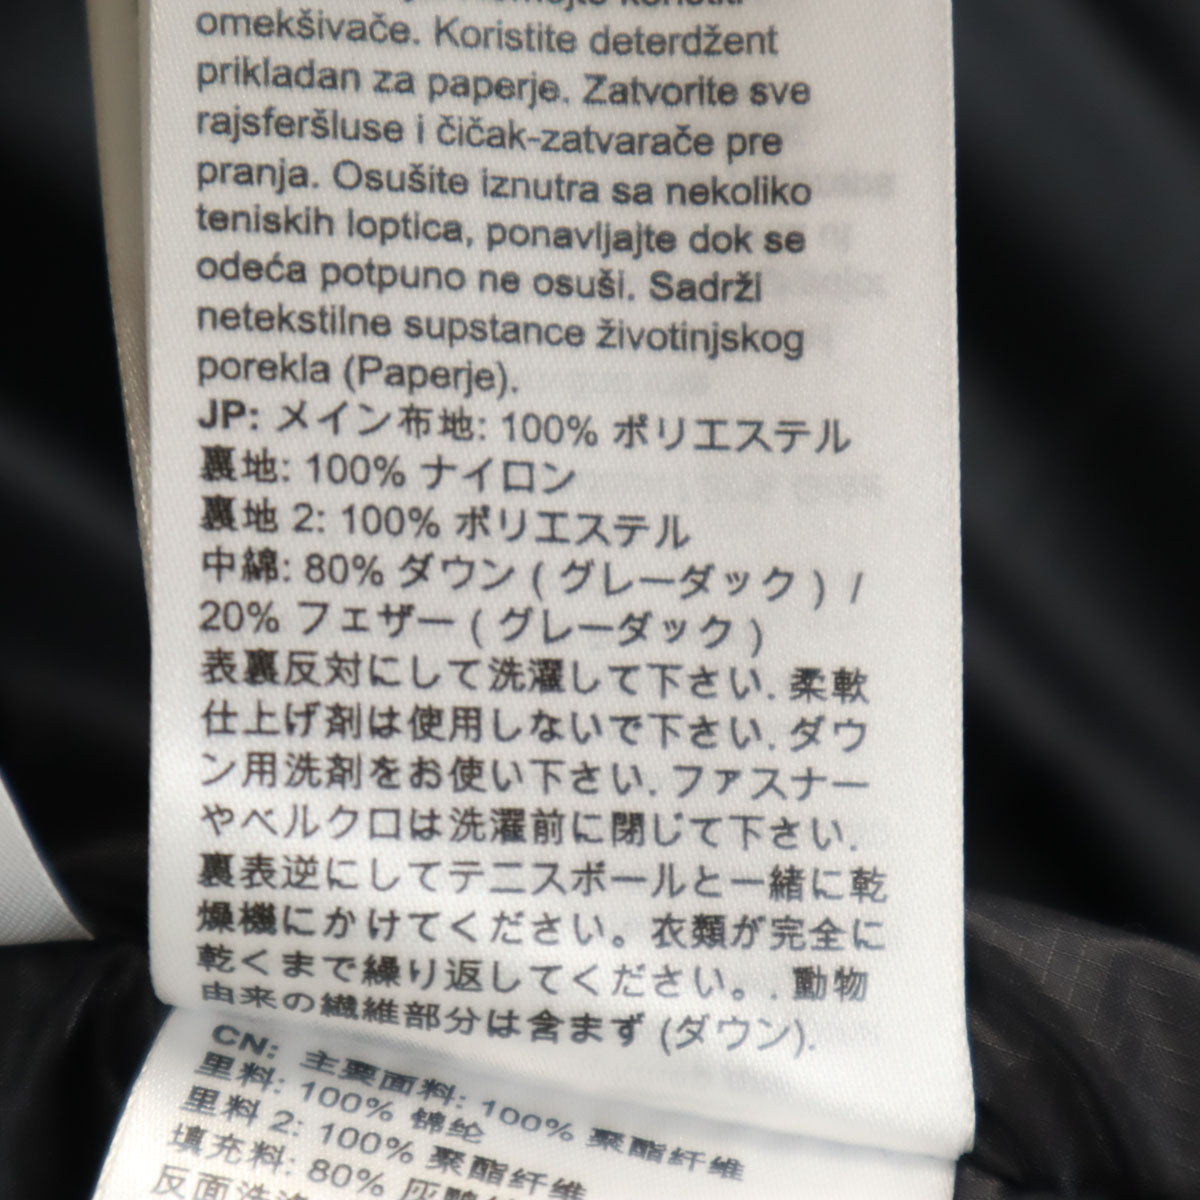 koristiti
omekšivače. Koristite deterdžent
prikladan za paperje. Zatvorite sve
rajsferšluse i čičak-zatvarače pre
pranja. Osušite iznutra sa nekoliko
teniskih loptica, ponavljajte dok se
odeća potpuno ne osuši. Sadrži
netekstilne supstance životinjskog
porekla (Paperje).
JP: メイン布地: 100% ポリエステル
裏地: 100% ナイロン
裏地 2: 100% ポリエステル
中綿: 80% ダウン ( グレーダック ) /
20% フェザー ( グレーダック )
表裏反対にして洗濯して下さい. 柔軟
仕上げ剤は使用しないで下さい. ダウ
ン用洗剤をお使い下さい. ファスナー
やベルクロは洗濯前に閉じて下さい.
裏表逆にしてテニスボールと一緒に乾
燥機にかけてください。衣類が完全に
乾くまで繰り返してください。. 動物
由来の繊維部分は含まず (ダウン).
CN: 主要面料: 100% 聚酯纤维
里料: 100% 锦纶
里料 2: 100% 聚酯纤维
填充料: 80% 灰鸭
反面洗涤